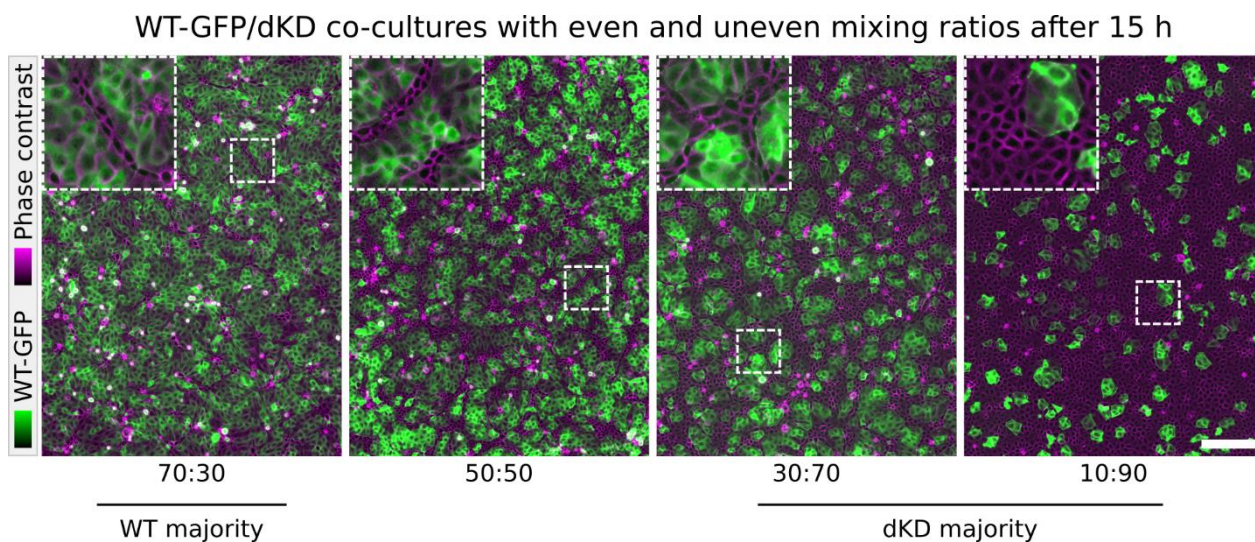 WT-GFP/dKD co-cultures with even and uneven mixing ratios after 15 h
Phase contrast
WT-GFP
70:30
50:50
30:70
10:90
WT majority
dKD majority